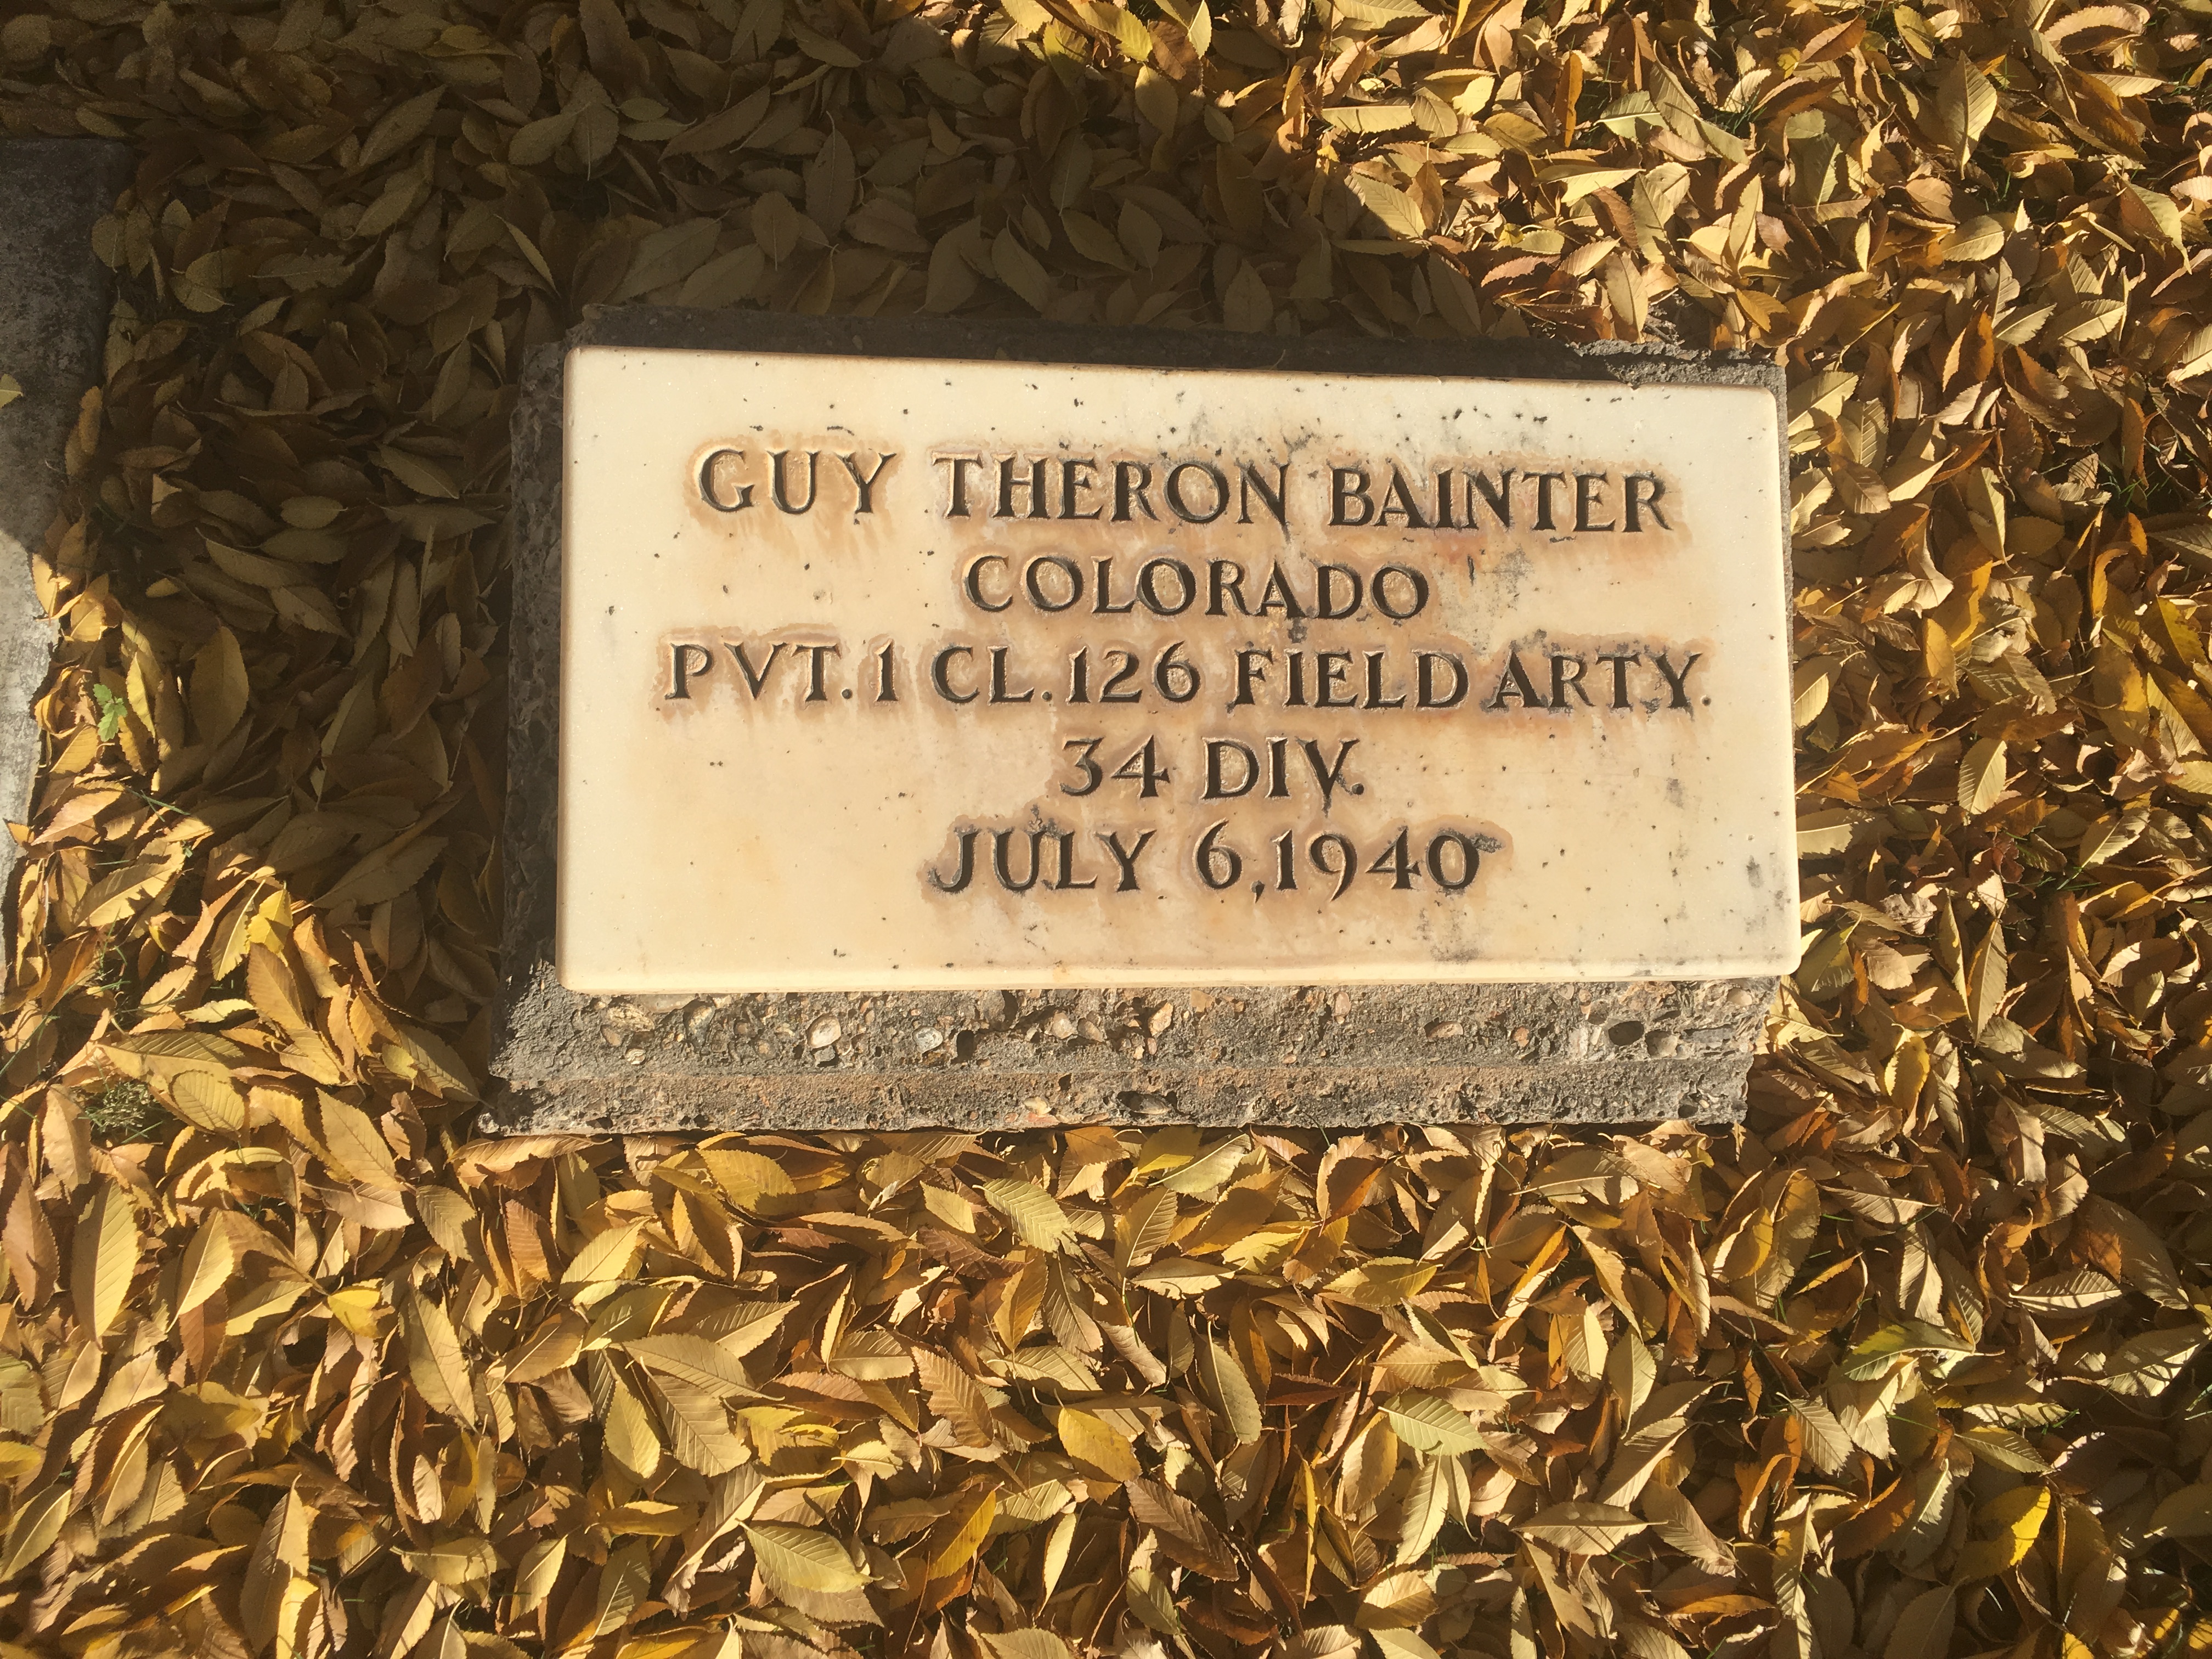 GUY THERON BAINTER
COLORADO
PVT. 1 CL. 126 FIELD ARTY.
34 DIV.
JULY 6, 1940